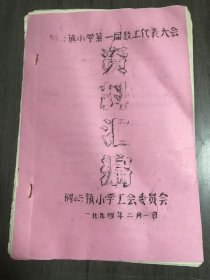 镇小学第一届教工代表大会
资料汇编
镇小学工会委员会
一九九四年二月一日